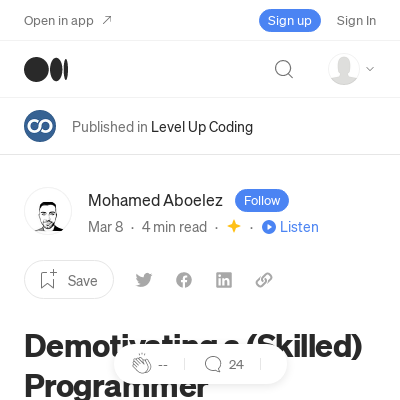 Open in app
Sign up
Sign In
Published in Level Up Coding
Mohamed Aboelez
Follow
Mar 8 · 4 min read · · Listen
Save
Demotivating a (Skilled)
-- 24
Programmer